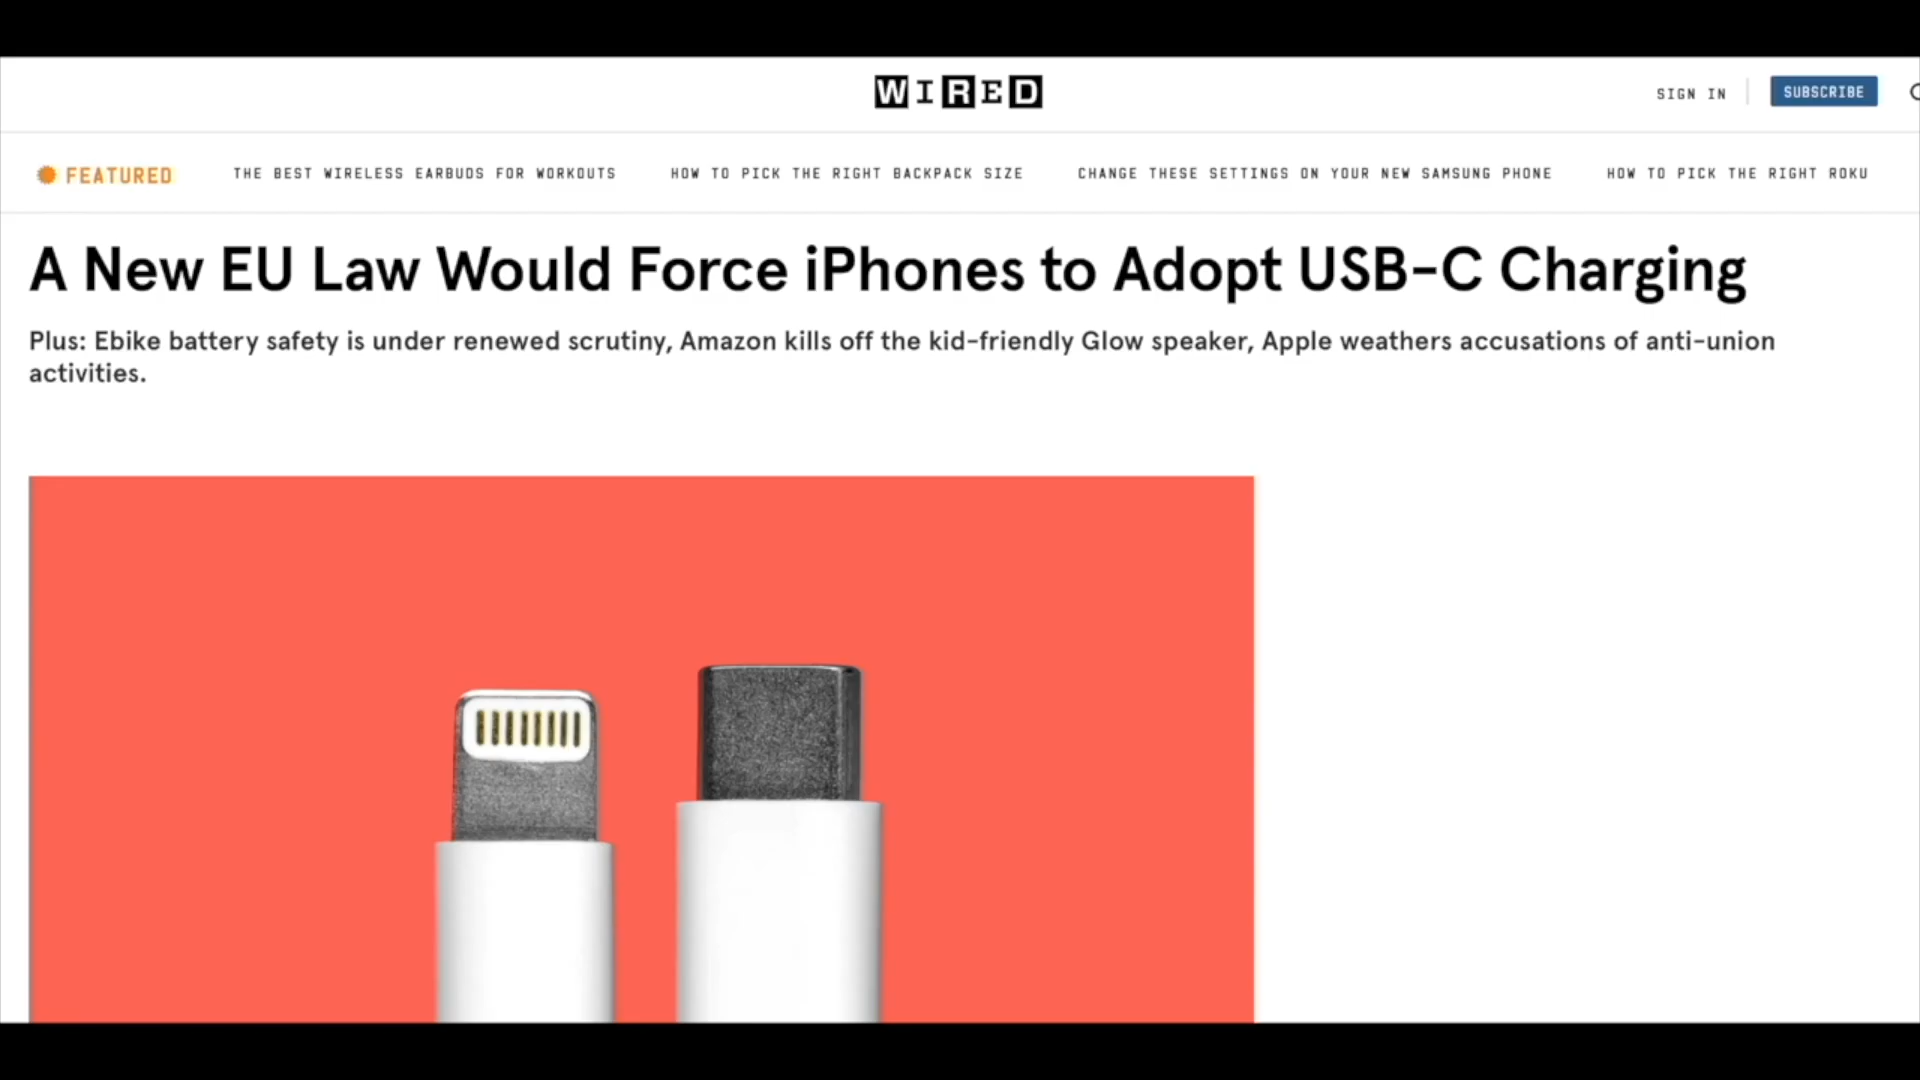 WIRED
SIGN IN
SUBSCRIBE
FEATURED
THE BEST WIRELESS EARBUDS FOR WORKOUTS
HOW TO PICK THE RIGHT BACKPACK SIZE
CHANGE THESE SETTINGS ON YOUR NEW SAMSUNG PHONE
HOW TO PICK THE RIGHT ROKU
A New EU Law Would Force iPhones to Adopt USB-C Charging
Plus: Ebike battery safety is under renewed scrutiny, Amazon kills off the kid-friendly Glow speaker, Apple weathers accusations of anti-union
activities.